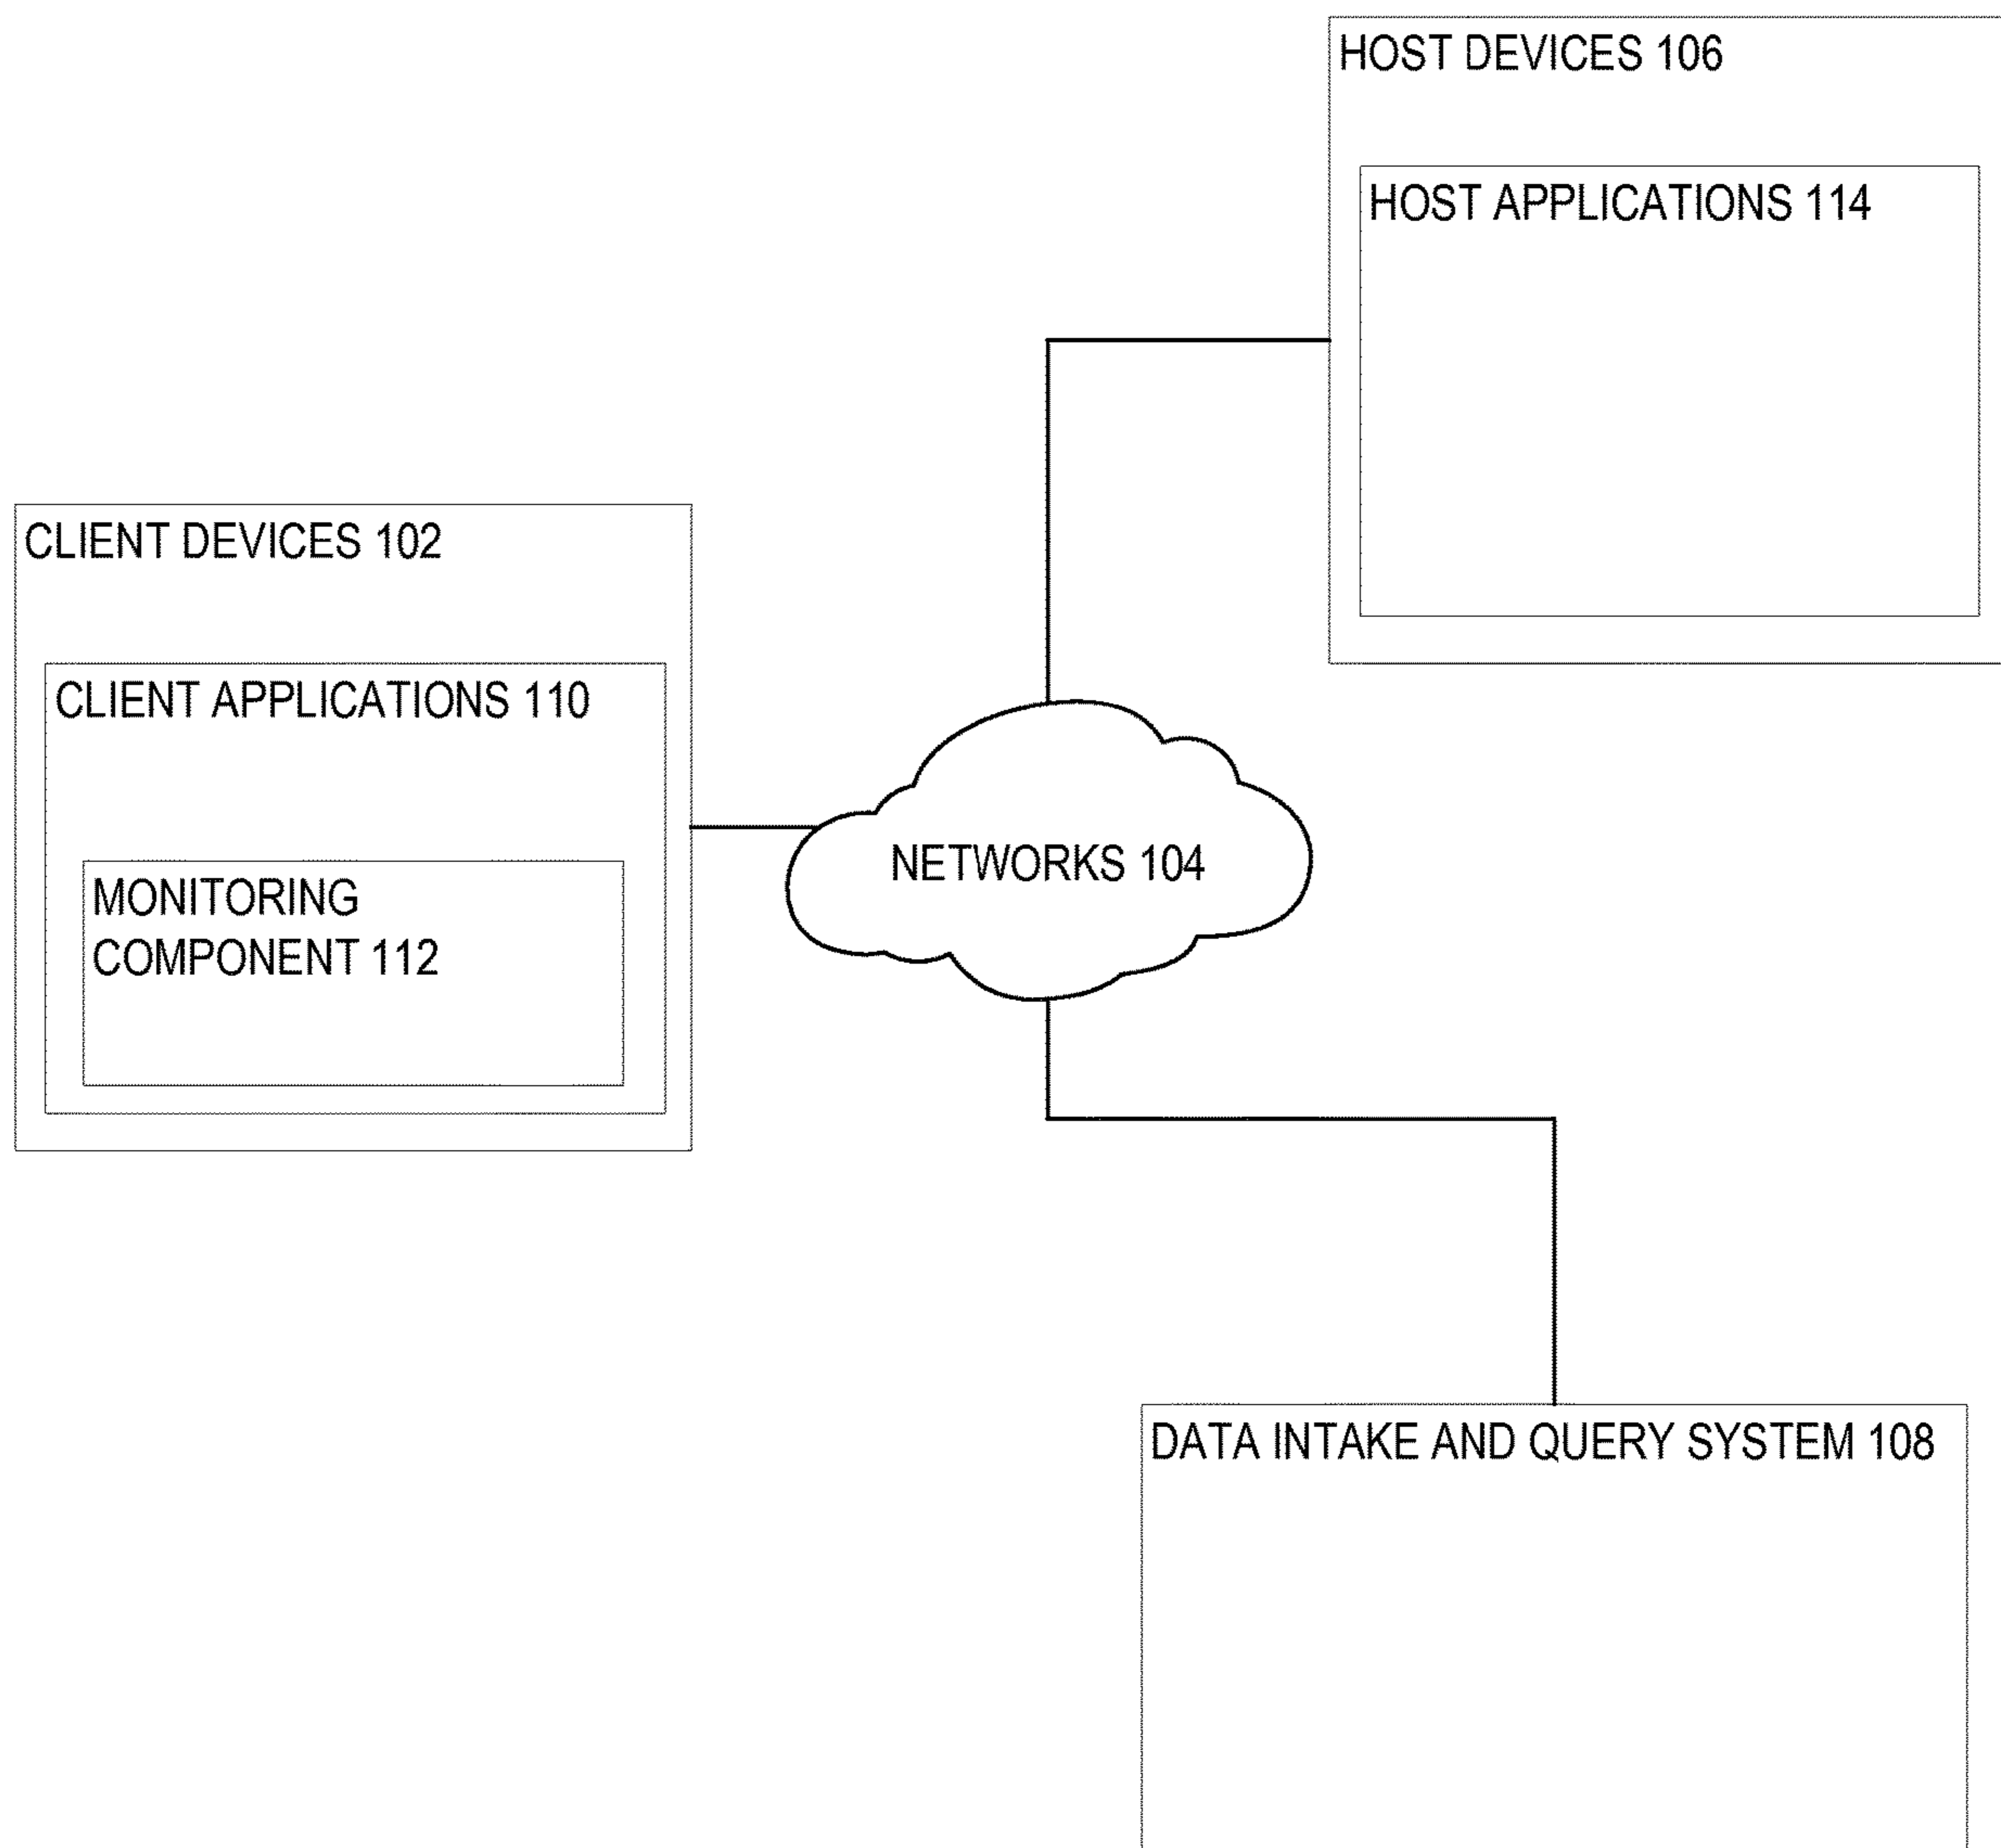 HOST DEVICES 106
HOST APPLICATIONS 114
CLIENT DEVICES 102
CLIENT APPLICATIONS 110
MONITORING
COMPONENT 112
NETWORKS 104
DATA INTAKE AND QUERY SYSTEM 108